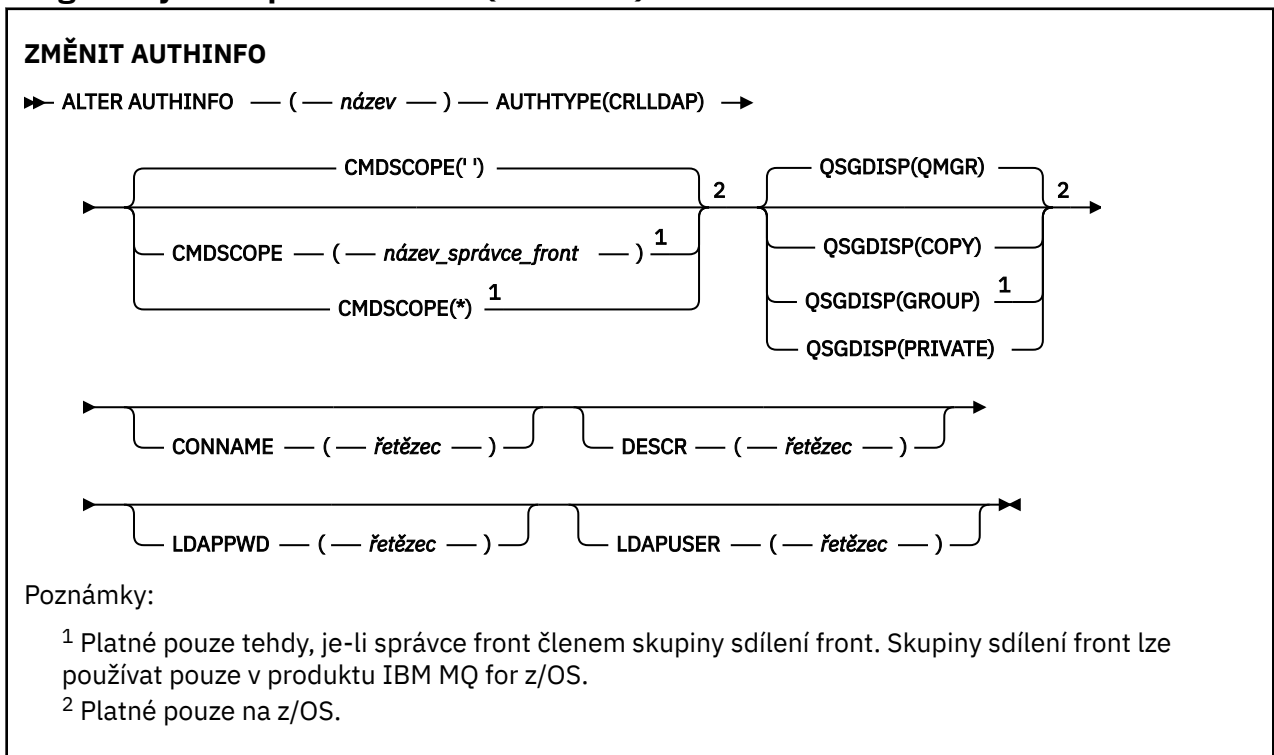 ZMĚNIT AUTHINFO
ALTER AUTHINFO — ( — název — ) — AUTHTYPE(CRLLDAP)
CMDSCOPE(' ')
QSGDISP(QMGR)
2
2
CMDSCOPE — ( — název_správce_front — ) 1
QSGDISP(COPY)
CMDSCOPE(*) 1
QSGDISP(GROUP) 1
QSGDISP(PRIVATE)
CONNAME — ( — řetězec — )
DESCR — ( — řetězec — )
LDAPPWD — ( — řetězec — )
LDAPUSER — ( — řetězec — )
Poznámky:
1 Platné pouze tehdy, je-li správce front členem skupiny sdílení front. Skupiny sdílení front lze
používat pouze v produktu IBM MQ for z/OS.
2 Platné pouze na z/OS.